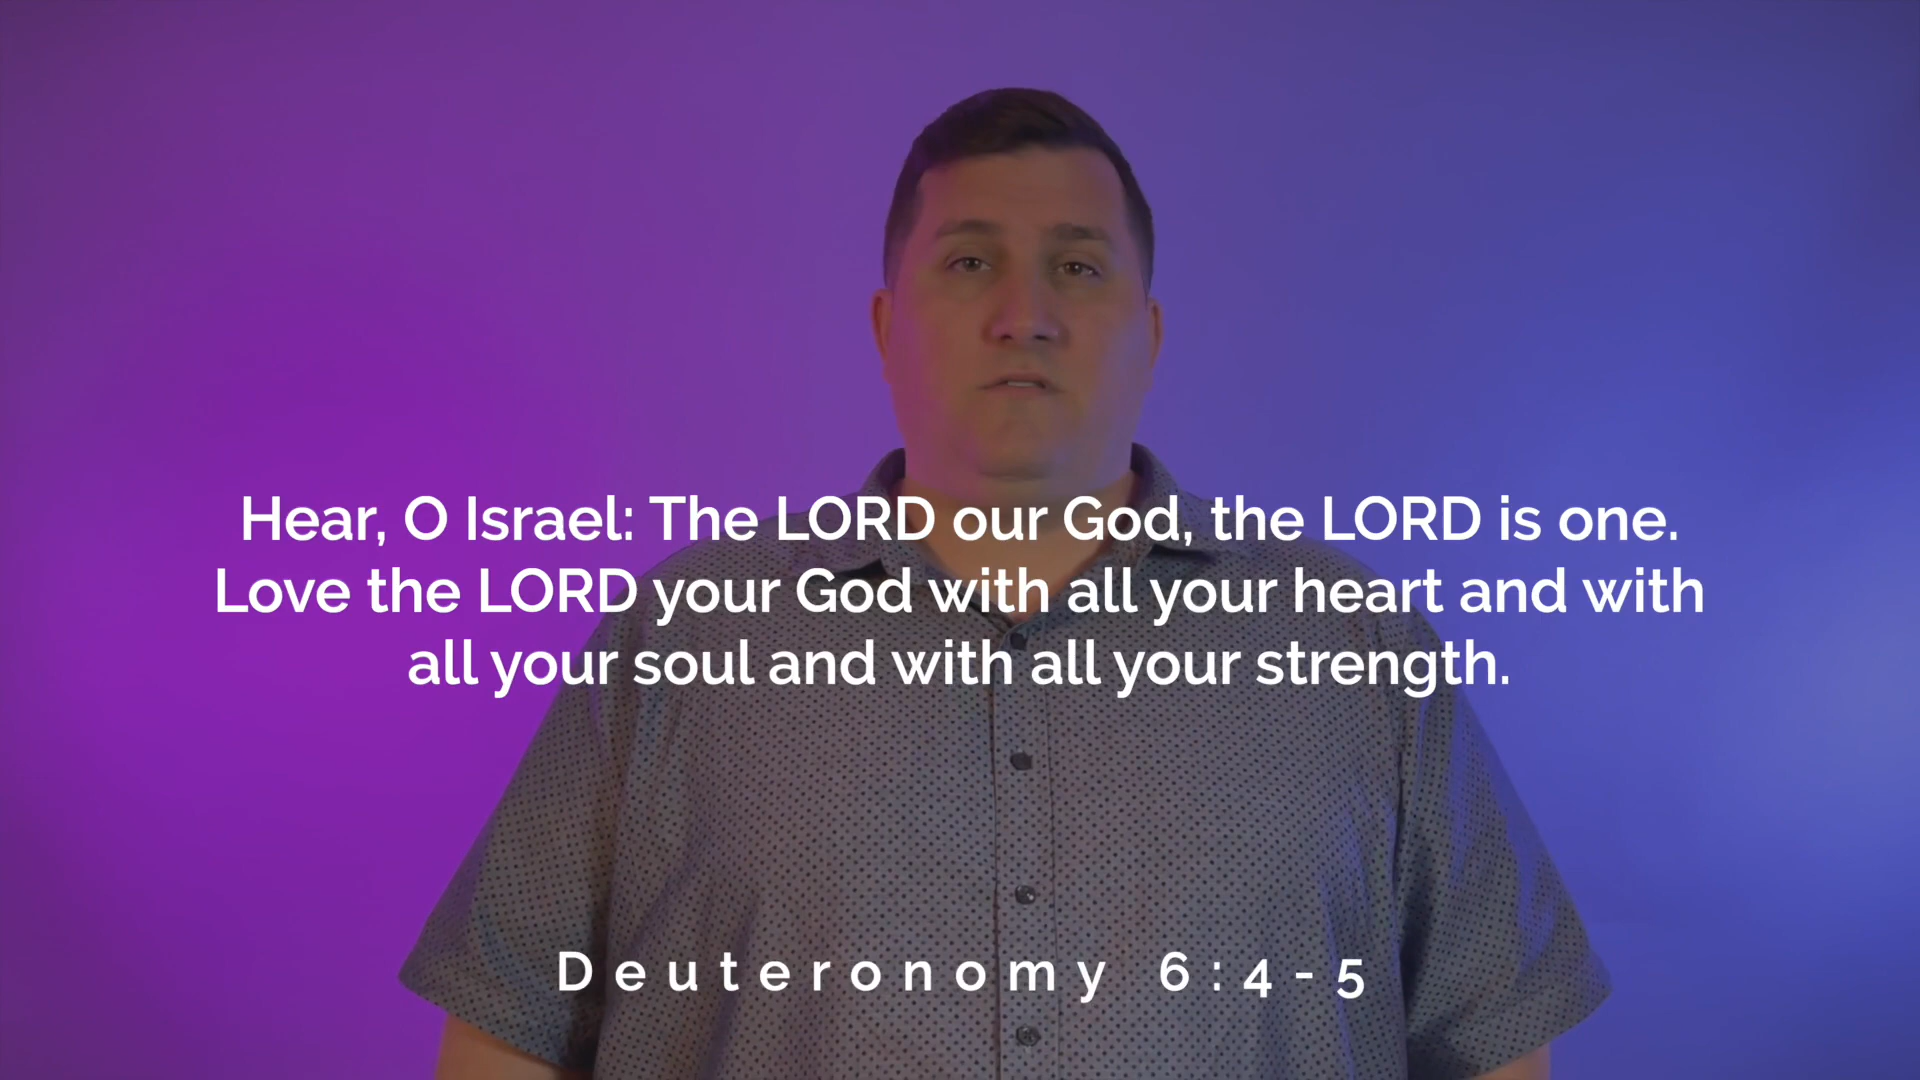 Hear, O Israel: The LORD our God, the LORD is one.
Love the LORD your God with all your heart and with
all your soul and with all your strength.
Deuteronomy 6:4-5